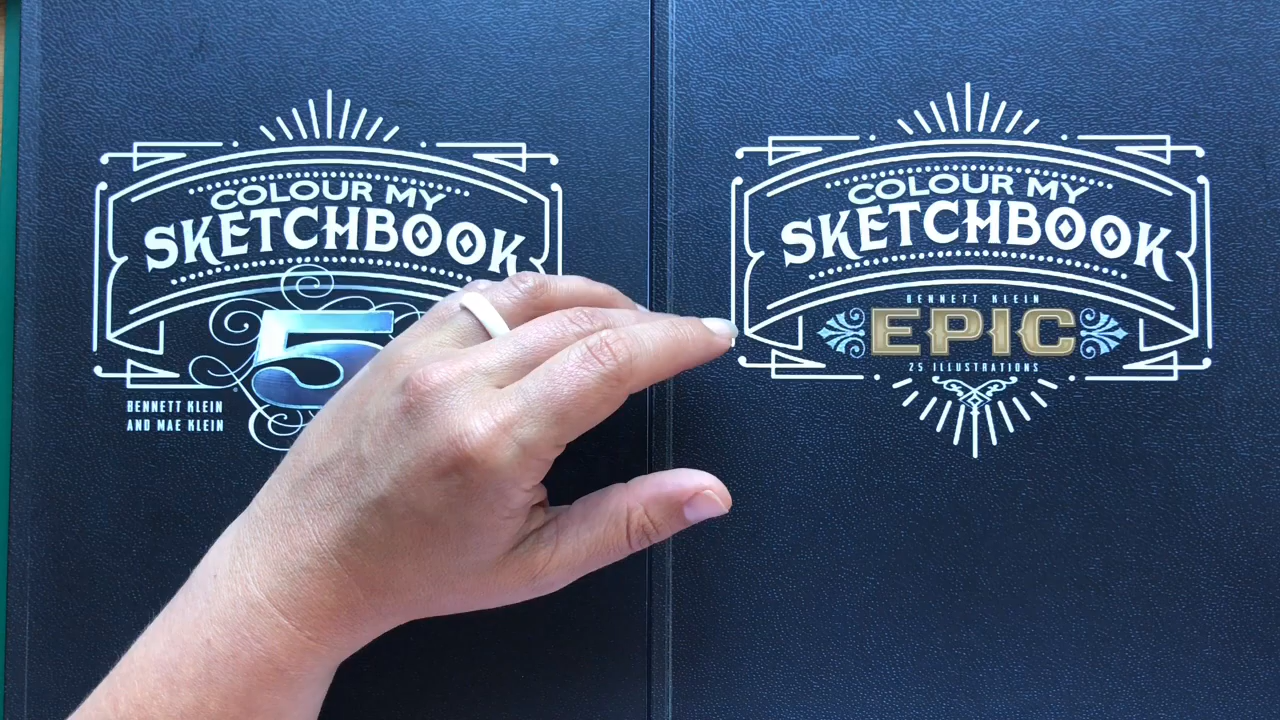 COLOUR MY
SKETCHBOOK
5
BENNETT KLEIN
AND MAE KLEIN
COLOUR MY
SKETCHBOOK
BENNETT KLEIN
EPIC
25 ILLUSTRATIONS